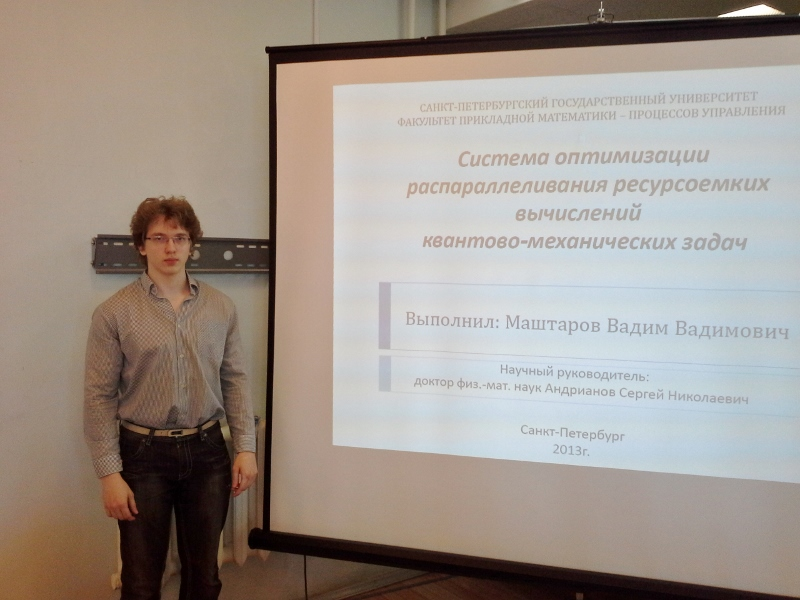 САНКТ-ПЕТЕРБУРГСКИЙ ГОСУДАРСТВЕННЫЙ УНИВЕРСИТЕТ
ФАКУЛЬТЕТ ПРИКЛАДНОЙ МАТЕМАТИКИ – ПРОЦЕССОВ УПРАВЛЕНИЯ
Система оптимизации
распараллеливания ресурсоемких
вычислений
квантово-механических задач
Выполнил: Маштаров Вадим Вадимович
Научный руководитель:
доктор физ.-мат. наук Андрианов Сергей Николаевич
Санкт-Петербург
2013г.